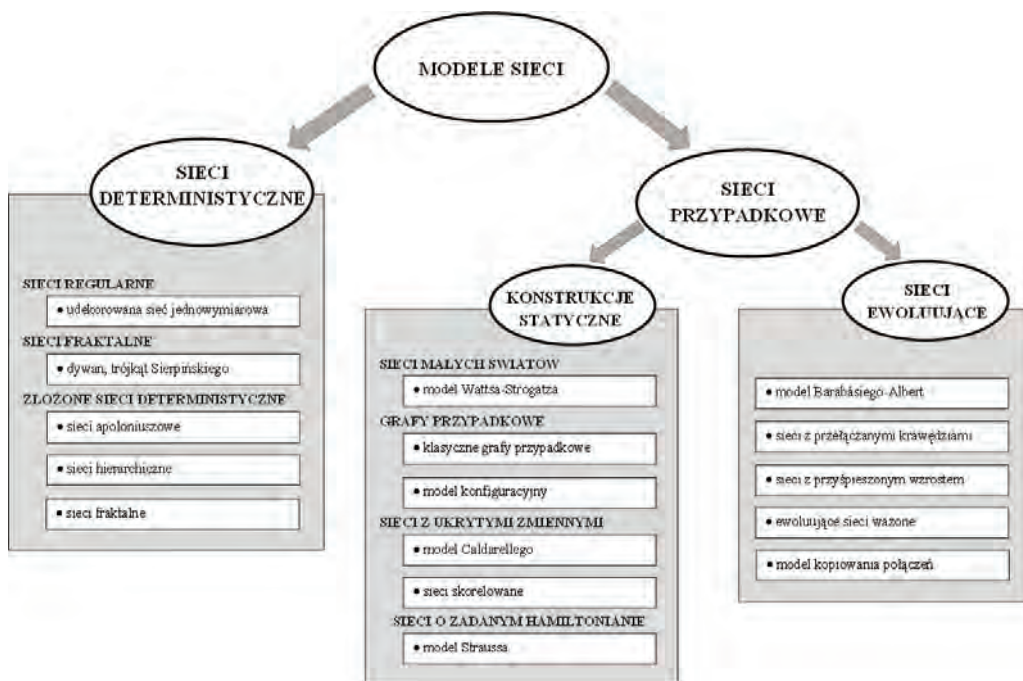 MODELE SIECI
SIECI
DETERMINISTYCZNE
SIECI REGULARNE
• udekorowana sieć jednowymiarowa
SIECI FRAKTALNE
• dywan, trójkąt Sierpińskiego
ZŁOŻONE SIECI DETERMINISTYCZNE
• sieci apoloniuszowe
• sieci hierarchiczne
• sieci fraktalne
SIECI
PRZYPADKOWE
KONSTRUKCJE
STATYCZNE
SIECI MAŁYCH ŚWIATÓW
• model Wattsa-Strogatza
GRAFY PRZYPADKOWE
• klasyczne grafy przypadkowe
• model konfiguracyjny
SIECI Z UKRYTYMI ZMIENNYMI
• model Caldarellego
• sieci skorelowane
SIECI O ZADANYM HAMILTONIANIE
• model Straussa
SIECI
EWOLUUJĄCE
• model Barabásiego-Albert
• sieci z przełączanymi krawędziami
• sieci z przyśpieszonym wzrostem
• ewoluujące sieci ważone
• model kopiowania połączeń